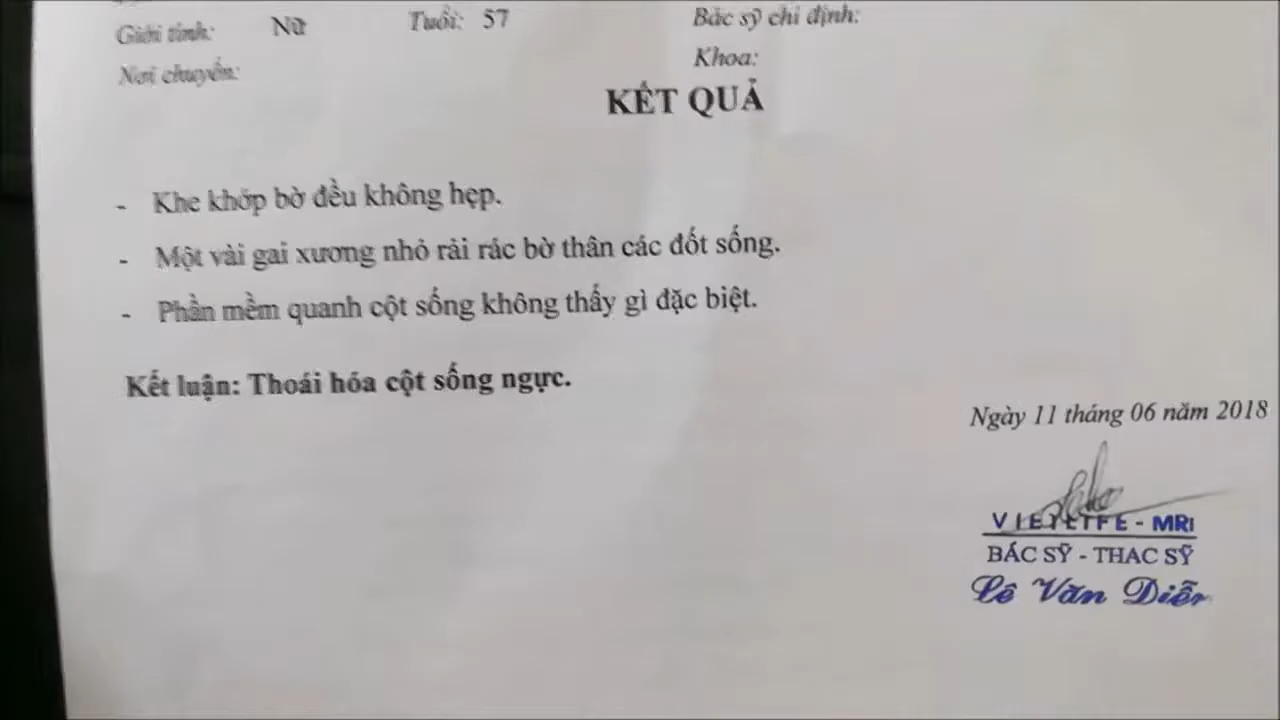 Giới tính: Nữ Tuổi: 57 Bác sỹ chỉ định:
Nơi chuyển: Khoa:
KẾT QUẢ
- Khe khớp bờ đều không hẹp.
- Một vài gai xương nhỏ rải rác bờ thân các đốt sống.
- Phần mềm quanh cột sống không thấy gì đặc biệt.
Kết luận: Thoái hóa cột sống ngực.
Ngày 11 tháng 06 năm 2018
VIETLIFE - MRI
BÁC SỸ - THẠC SỸ
Lê Văn Diễn